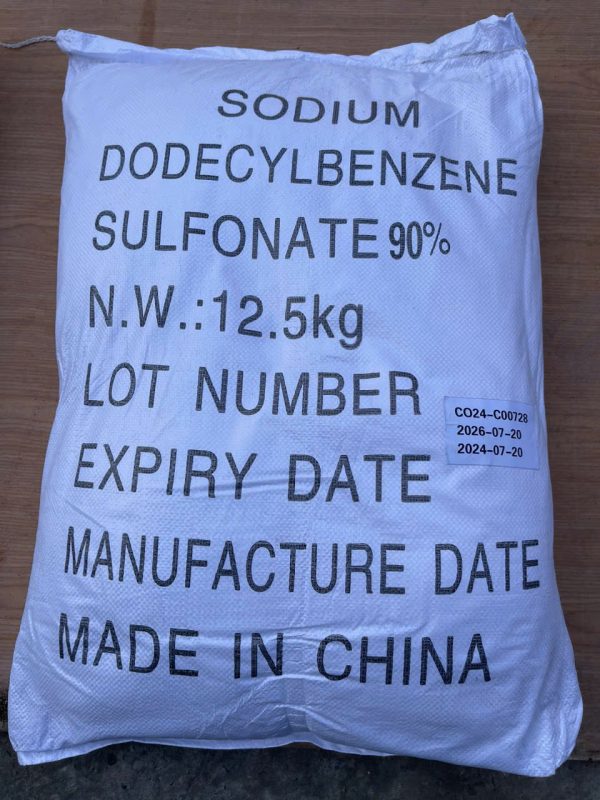 SODIUM
DODECYLBENZENE
SULFONATE 90%
N.W.:12.5kg
LOT NUMBER
EXPIRY DATE
MANUFACTURE DATE
MADE IN CHINA
CO24-C00728
2026-07-20
2024-07-20